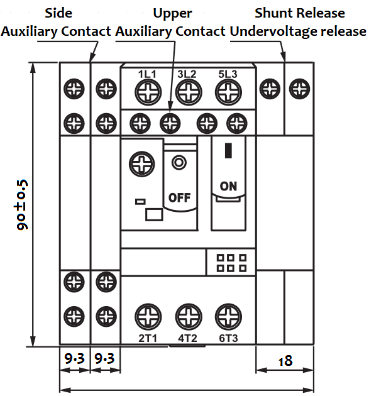 Side Upper Shunt Release
Auxiliary Contact Auxiliary Contact Undervoltage release
1L1 3L2 5L3
90±0.5
OFF
ON
2T1 4T2 6T3
9.3 9.3 18